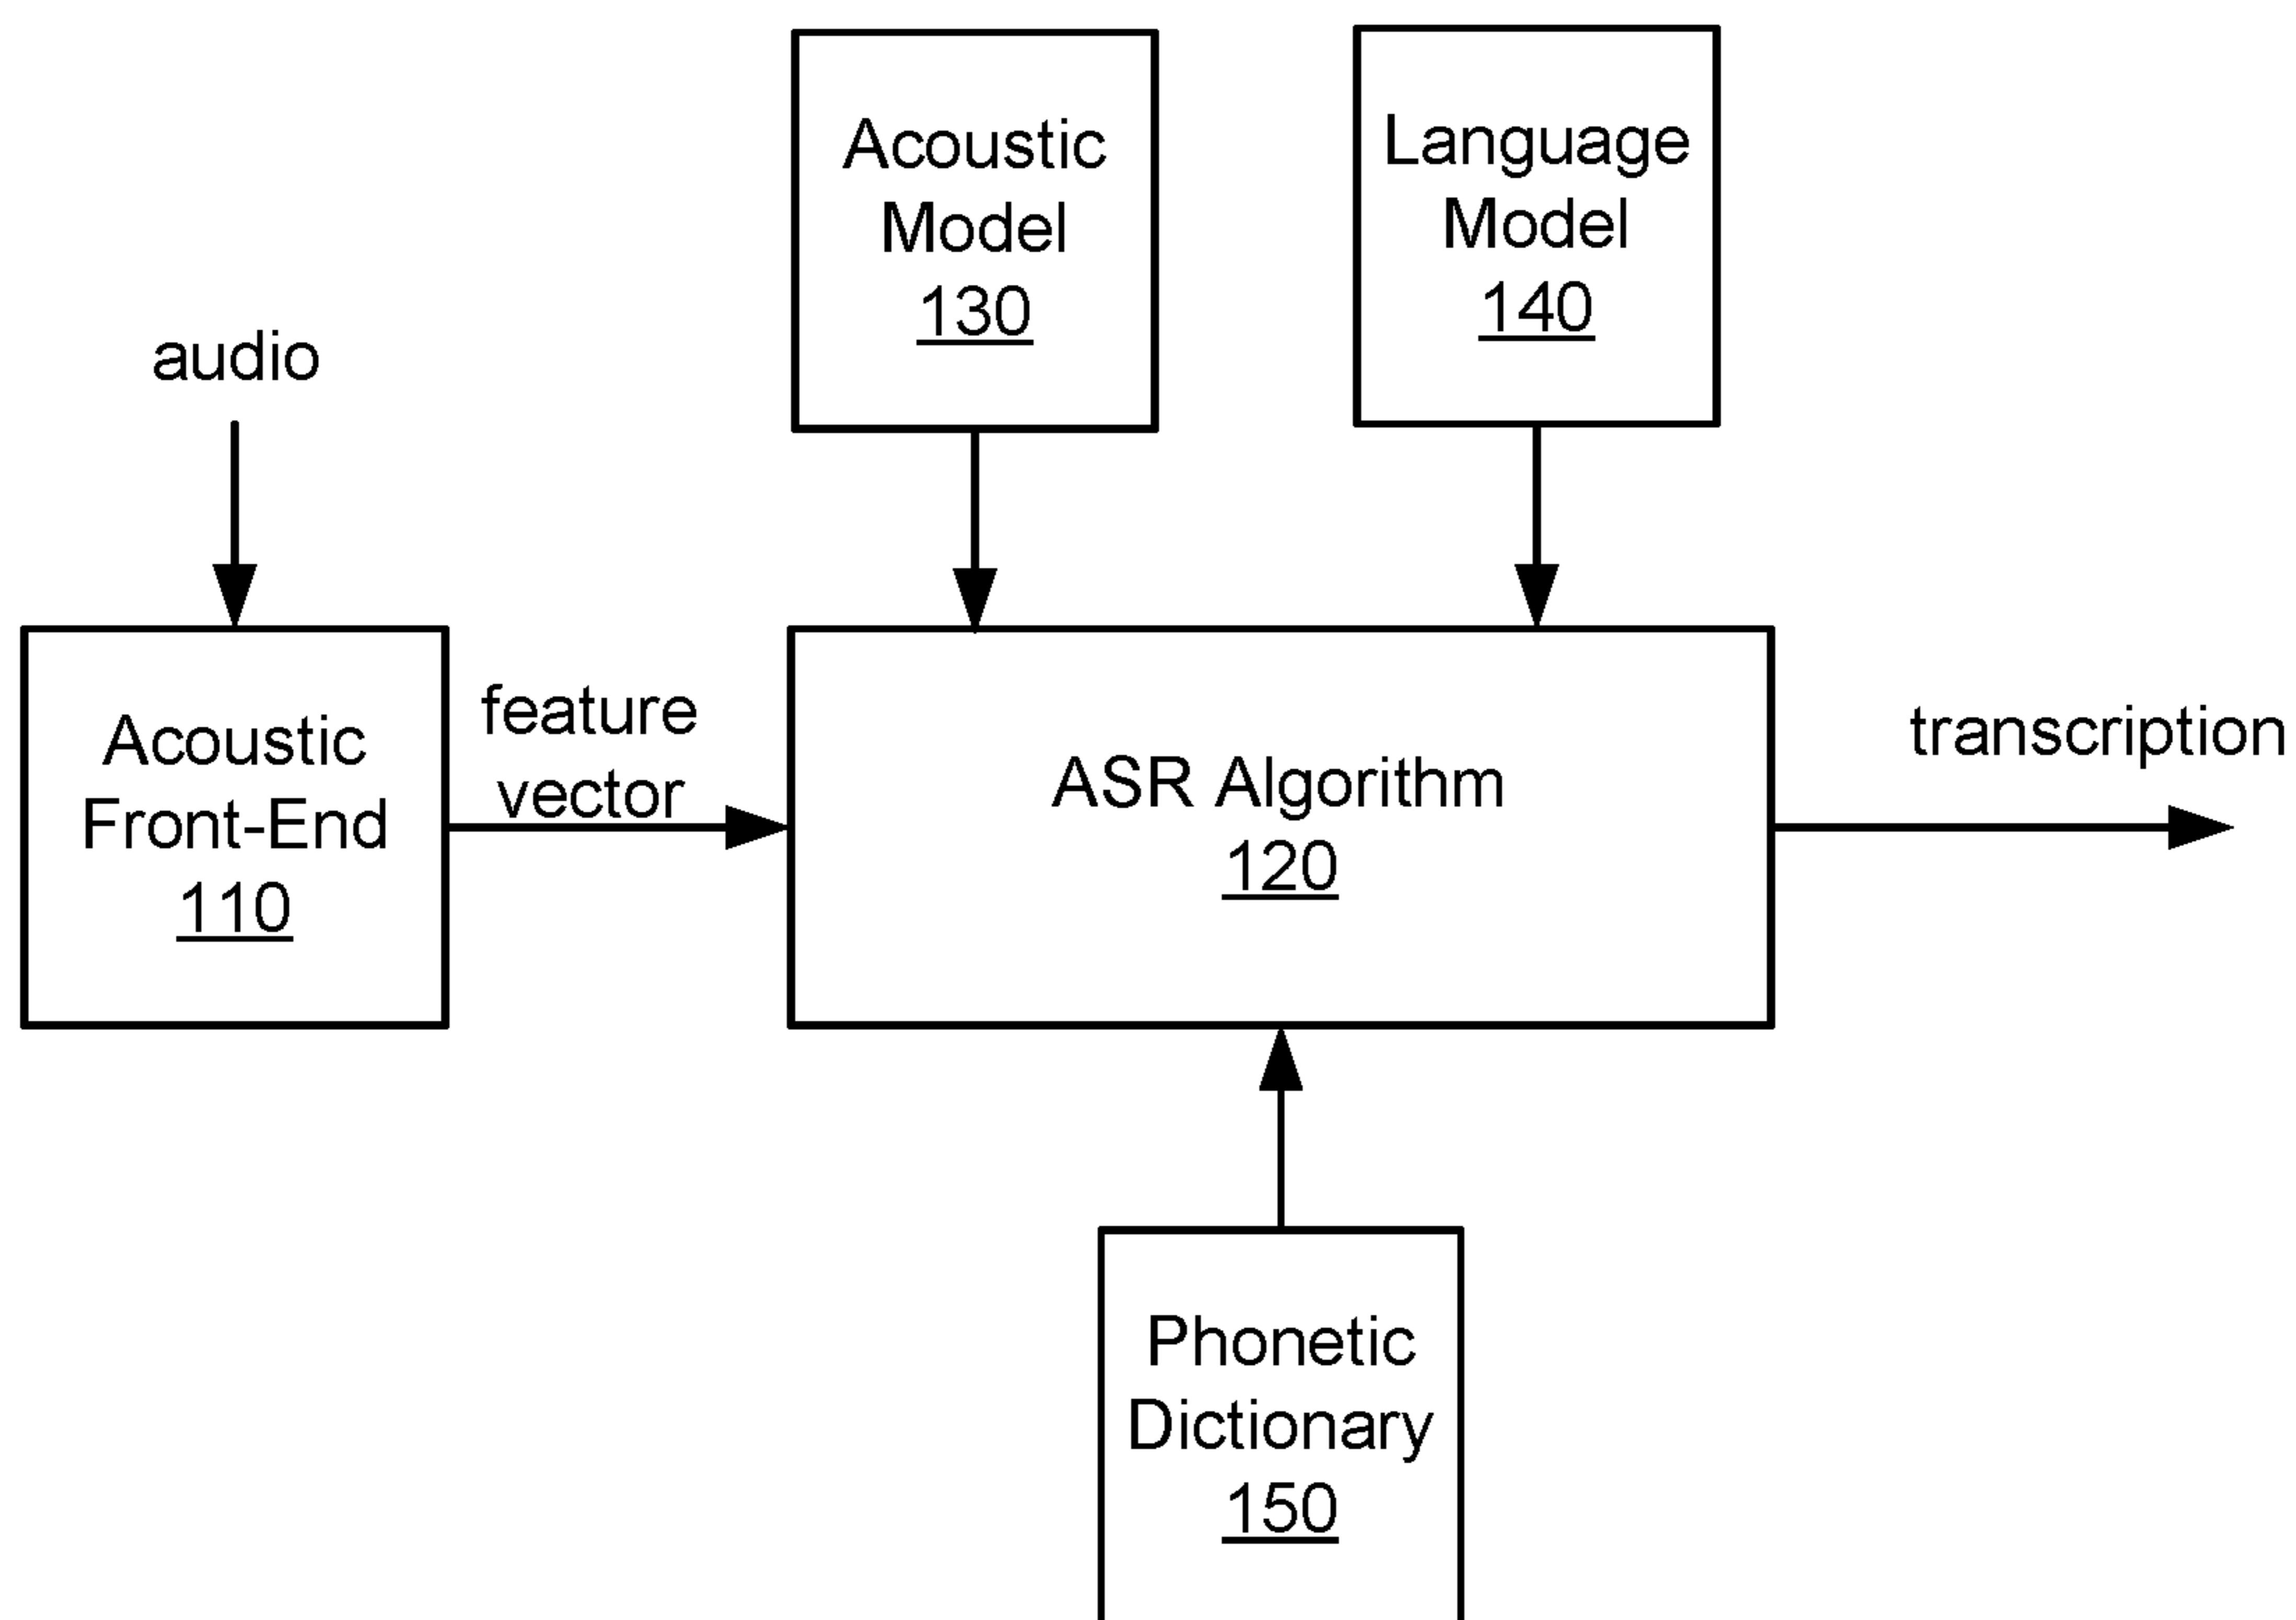 Acoustic
Model
130
Language
Model
140
audio
Acoustic
Front-End
110
feature
vector
ASR Algorithm
120
transcription
Phonetic
Dictionary
150